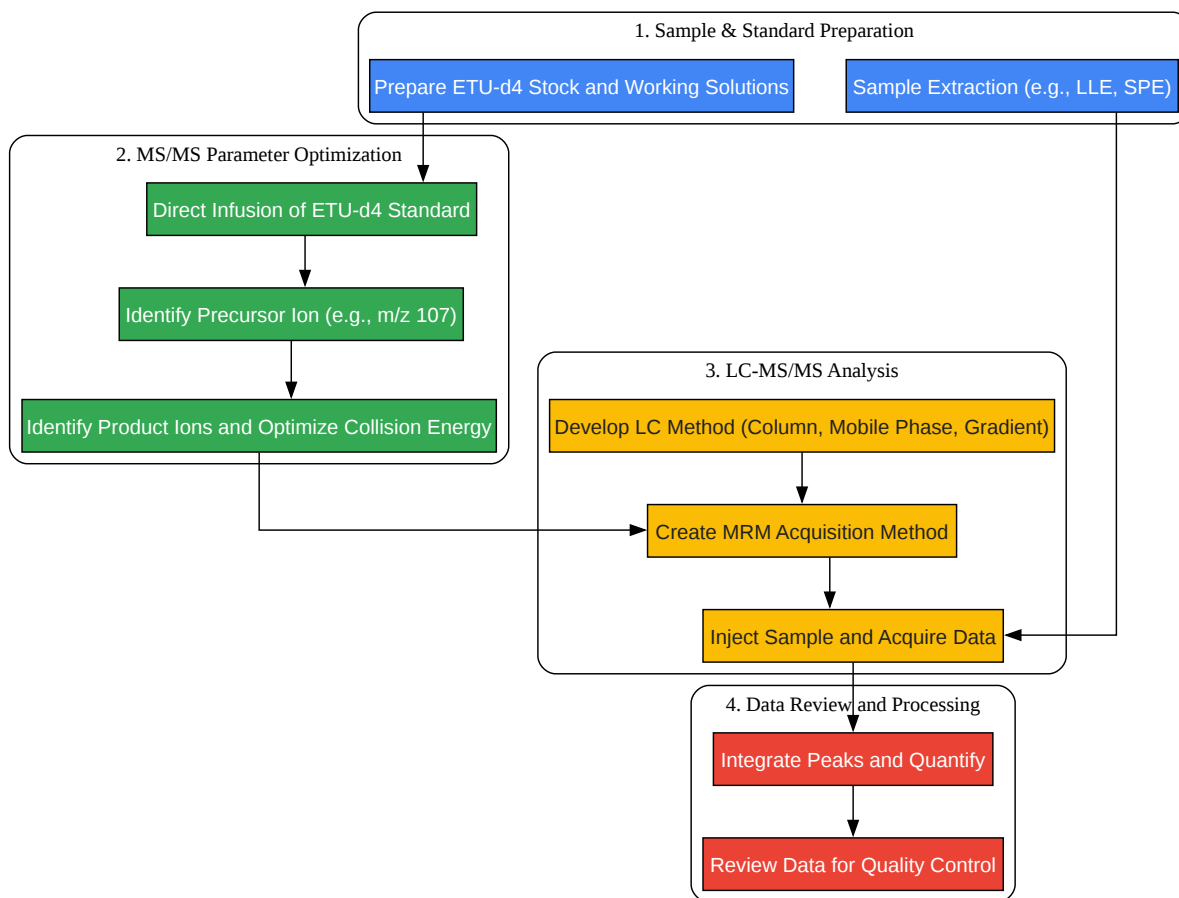 1. Sample & Standard Preparation
Prepare ETU-d4 Stock and Working Solutions
Sample Extraction (e.g., LLE, SPE)
2. MS/MS Parameter Optimization
Direct Infusion of ETU-d4 Standard
Identify Precursor Ion (e.g., m/z 107)
Identify Product Ions and Optimize Collision Energy
3. LC-MS/MS Analysis
Develop LC Method (Column, Mobile Phase, Gradient)
Create MRM Acquisition Method
Inject Sample and Acquire Data
4. Data Review and Processing
Integrate Peaks and Quantify
Review Data for Quality Control